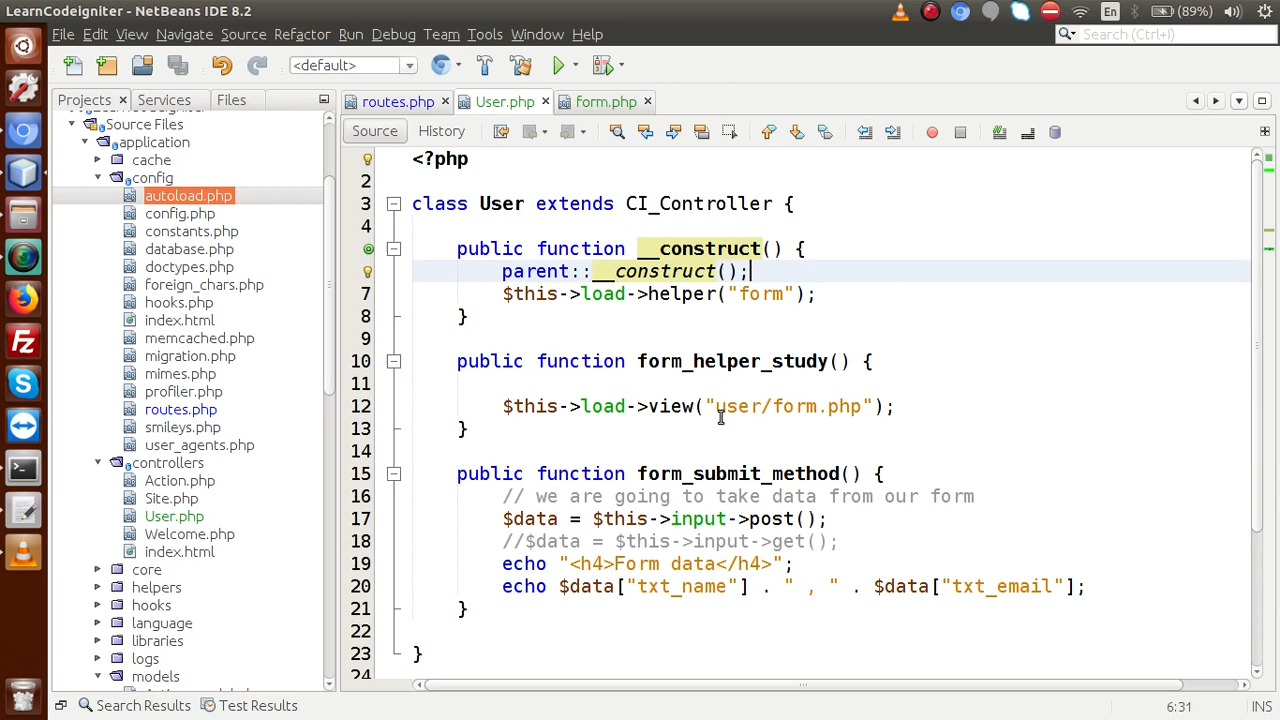 LearnCodeigniter - NetBeans IDE 8.2
En
(89%)
File Edit View Navigate Source Refactor Run Debug Team Tools Window Help
Search (Ctrl+I)
<default>
Projects Services Files
routes.php User.php form.php
Source History
Source Files
application
cache
config
autoload.php
config.php
constants.php
database.php
doctypes.php
foreign_chars.php
hooks.php
index.html
memcached.php
migration.php
mimes.php
profiler.php
routes.php
smileys.php
user_agents.php
controllers
Action.php
Site.php
User.php
Welcome.php
index.html
core
helpers
hooks
language
libraries
logs
models
<?php
2
3 class User extends CI_Controller {
4
public function __construct() {
parent::__construct();
7 $this->load->helper("form");
8 }
9
10 public function form_helper_study() {
11
12 $this->load->view("user/form.php");
13 }
14
15 public function form_submit_method() {
16 // we are going to take data from our form
17 $data = $this->input->post();
18 //$data = $this->input->get();
19 echo "<h4>Form data</h4>";
20 echo $data["txt_name"] . " , " . $data["txt_email"];
21 }
22
23 }
24
Search Results Test Results
6:31 INS